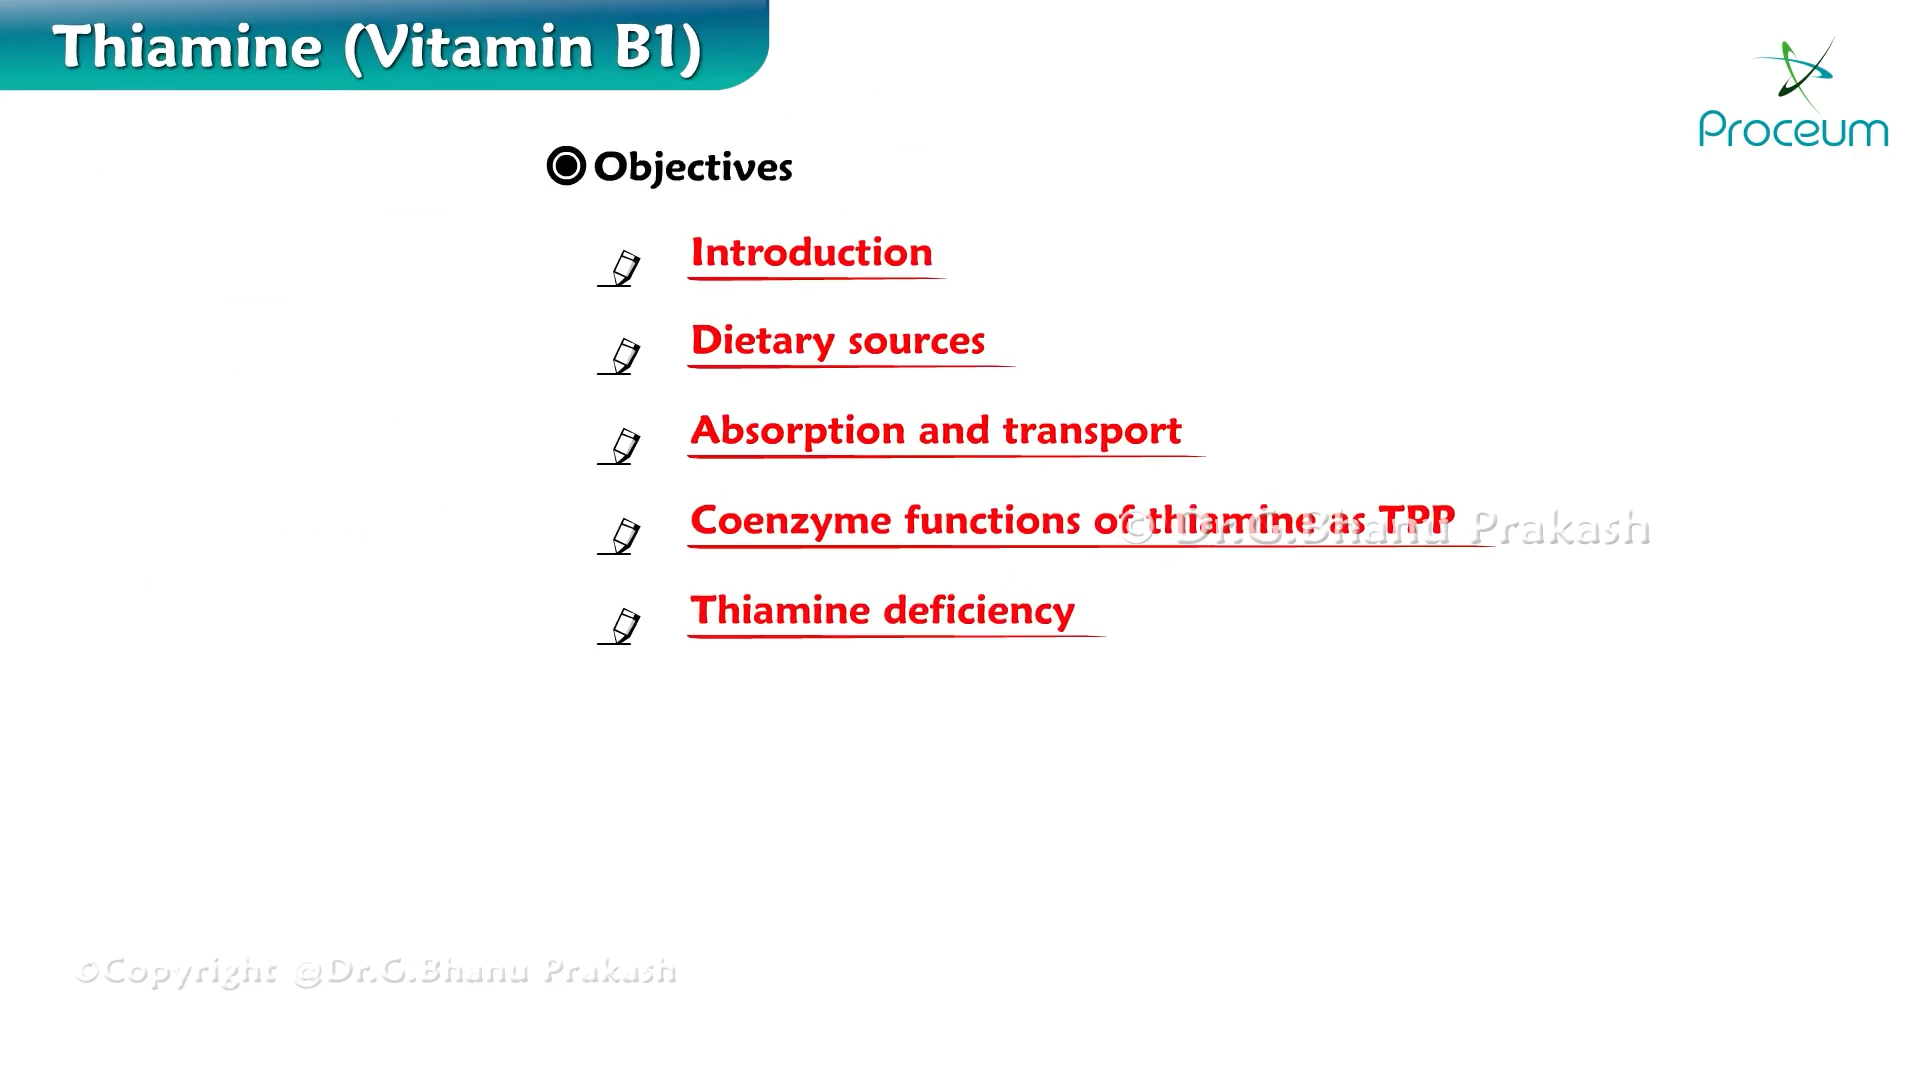 Thiamine (Vitamin B1)
Proceum
Objectives
Introduction
Dietary sources
Absorption and transport
Coenzyme functions of thiamine as TPP
© Dr.G.Bhanu Prakash
Thiamine deficiency
©Copyright @Dr.G.Bhanu Prakash